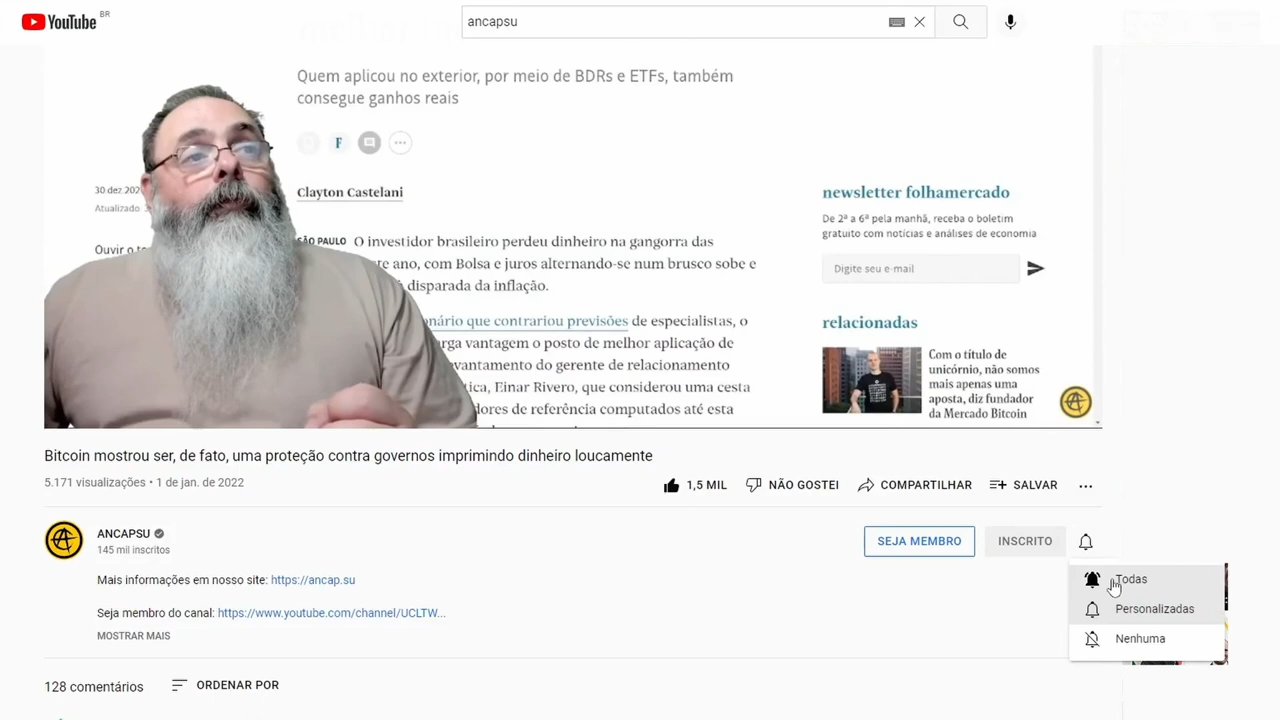 YouTube BR
ancapsu
Quem aplicou no exterior, por meio de BDRs e ETFs, também
consegue ganhos reais
F
30 dez.202
Clayton Castelani
Atualizado
Ouvir o te
SÃO PAULO O investidor brasileiro perdeu dinheiro na gangorra das
te ano, com Bolsa e juros alternando-se num brusco sobe e
disparada da inflação.
nário que contrariou previsões de especialistas, o
rga vantagem o posto de melhor aplicação de
vantamento do gerente de relacionamento
tica, Einar Rivero, que considerou uma cesta
dores de referência computados até esta
newsletter folhamercado
De 2ª a 6ª pela manhã, receba o boletim
gratuito com notícias e análises de economia
Digite seu e-mail
relacionadas
Com o título de
unicórnio, não somos
mais apenas uma
aposta, diz fundador
da Mercado Bitcoin
Bitcoin mostrou ser, de fato, uma proteção contra governos imprimindo dinheiro loucamente
5.171 visualizações • 1 de jan. de 2022
1,5 MIL
NÃO GOSTEI
COMPARTILHAR
SALVAR
ANCAPSU
145 mil inscritos
SEJA MEMBRO
INSCRITO
Mais informações em nosso site: https://ancap.su
Seja membro do canal: https://www.youtube.com/channel/UCLTW...
MOSTRAR MAIS
Todas
Personalizadas
Nenhuma
128 comentários
ORDENAR POR